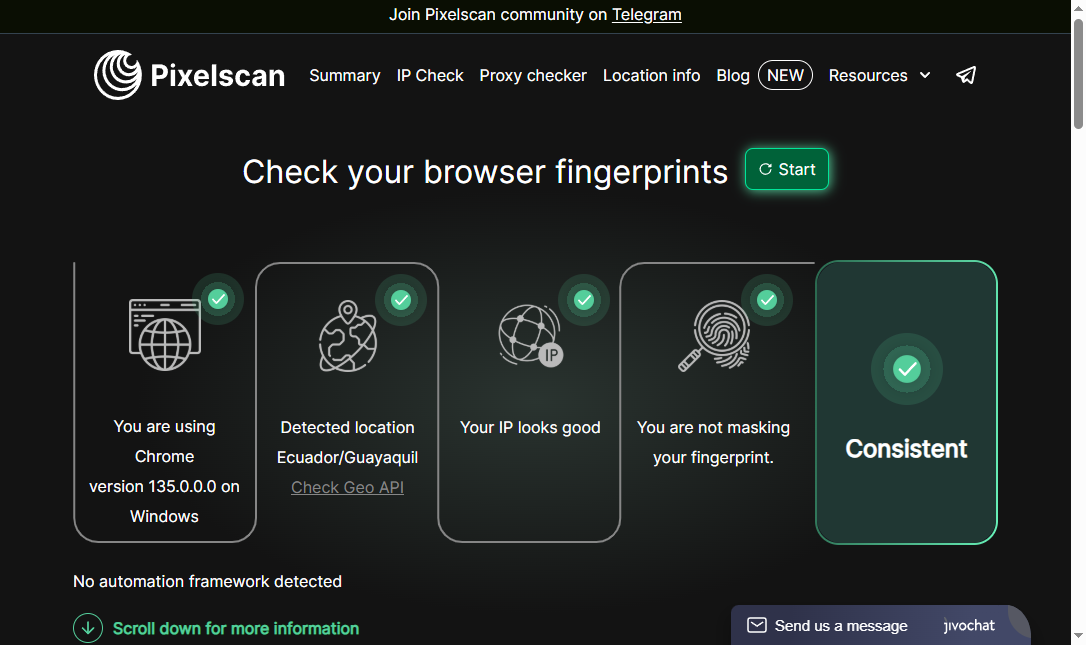 Join Pixelscan community on Telegram
Pixelscan Summary IP Check Proxy checker Location info Blog NEW Resources
Check your browser fingerprints Start
You are using
Chrome
version 135.0.0.0 on
Windows
Detected location
Ecuador/Guayaquil
Check Geo API
IP
Your IP looks good
You are not masking
your fingerprint.
Consistent
No automation framework detected
Scroll down for more information
Send us a message jivochat